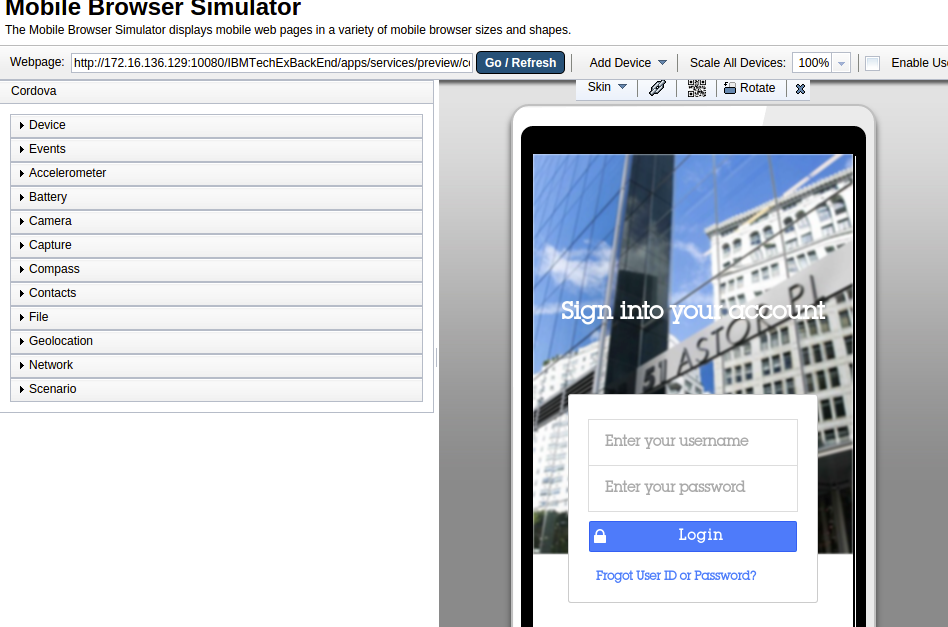 Mobile Browser Simulator
The Mobile Browser Simulator displays mobile web pages in a variety of mobile browser sizes and shapes.
Webpage: http://172.16.136.129:10080/IBMTechExBackEnd/apps/services/preview/c Go / Refresh Add Device Scale All Devices: 100% Enable Use
Cordova
Skin Rotate
Device
Events
Accelerometer
Battery
Camera
Capture
Compass
Contacts
File
Geolocation
Network
Scenario
Sign into your account
51 ASTOR PL
Enter your username
Enter your password
Login
Frogot User ID or Password?